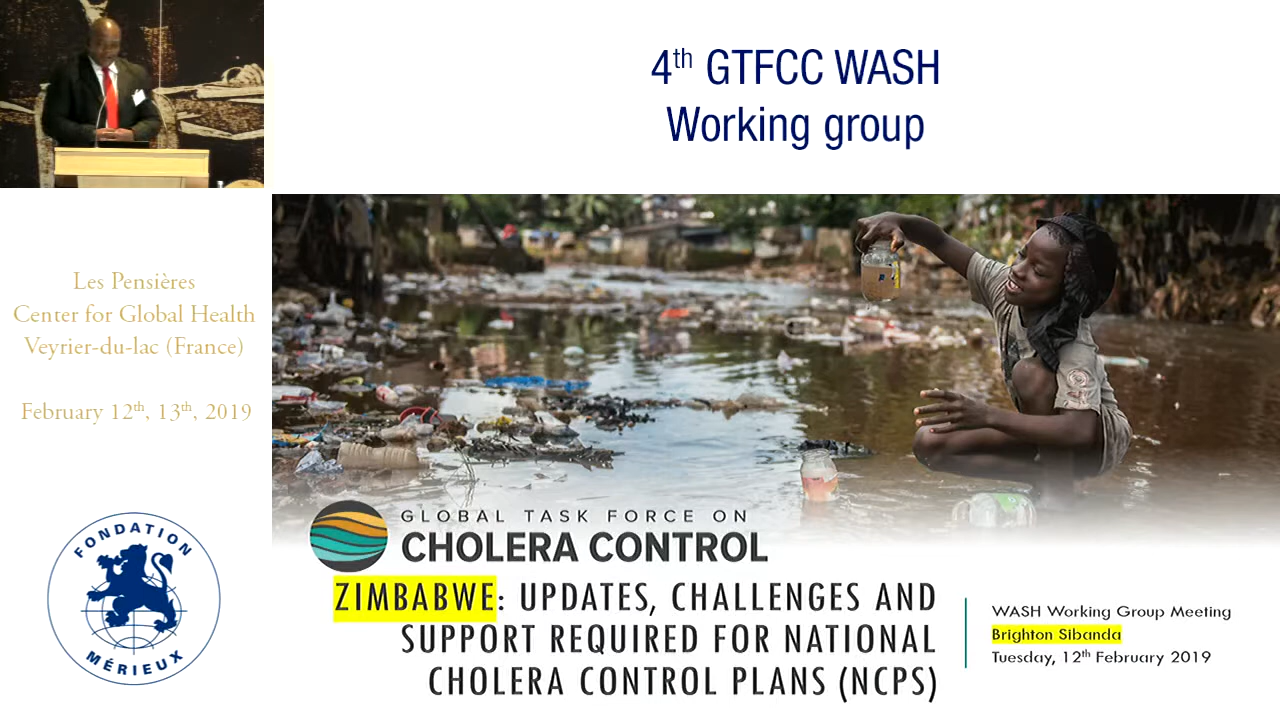 4th GTFCC WASH
Working group
Les Pensières
Center for Global Health
Veyrier-du-lac (France)
February 12th, 13th, 2019
FONDATION
MÉRIEUX
GLOBAL TASK FORCE ON
CHOLERA CONTROL
ZIMBABWE: UPDATES, CHALLENGES AND
SUPPORT REQUIRED FOR NATIONAL
CHOLERA CONTROL PLANS (NCPS)
WASH Working Group Meeting
Brighton Sibanda
Tuesday, 12th February 2019